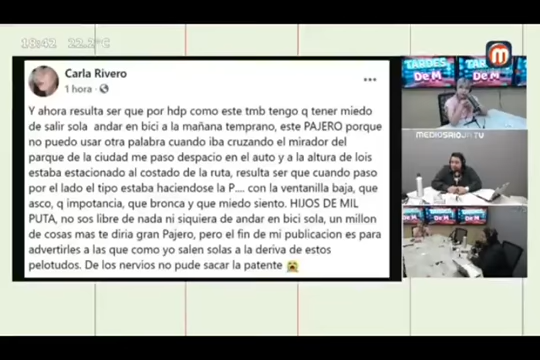 18:42 22.2°C
M
TARDES
De M
Carla Rivero
1 hora
Y ahora resulta ser que por hdp como este tmb tengo q tener miedo
de salir sola andar en bici a la mañana temprano, este PAJERO porque
no puedo usar otra palabra cuando iba cruzando el mirador del
parque de la ciudad me paso despacio en el auto y a la altura de lois
estaba estacionado al costado de la ruta, resulta ser que cuando paso
por el lado el tipo estaba haciendose la P.... con la ventanilla baja, que
asco, q impotancia, que bronca y que miedo siento. HIJOS DE MIL
PUTA, no sos libre de nada ni siquiera de andar en bici sola, un millon
de cosas mas te diria gran Pajero, pero el fin de mi publicacion es para
advertirles a las que como yo salen solas a la deriva de estos
pelotudos. De los nervios no pude sacar la patente
MEDIOSRIOJA TV